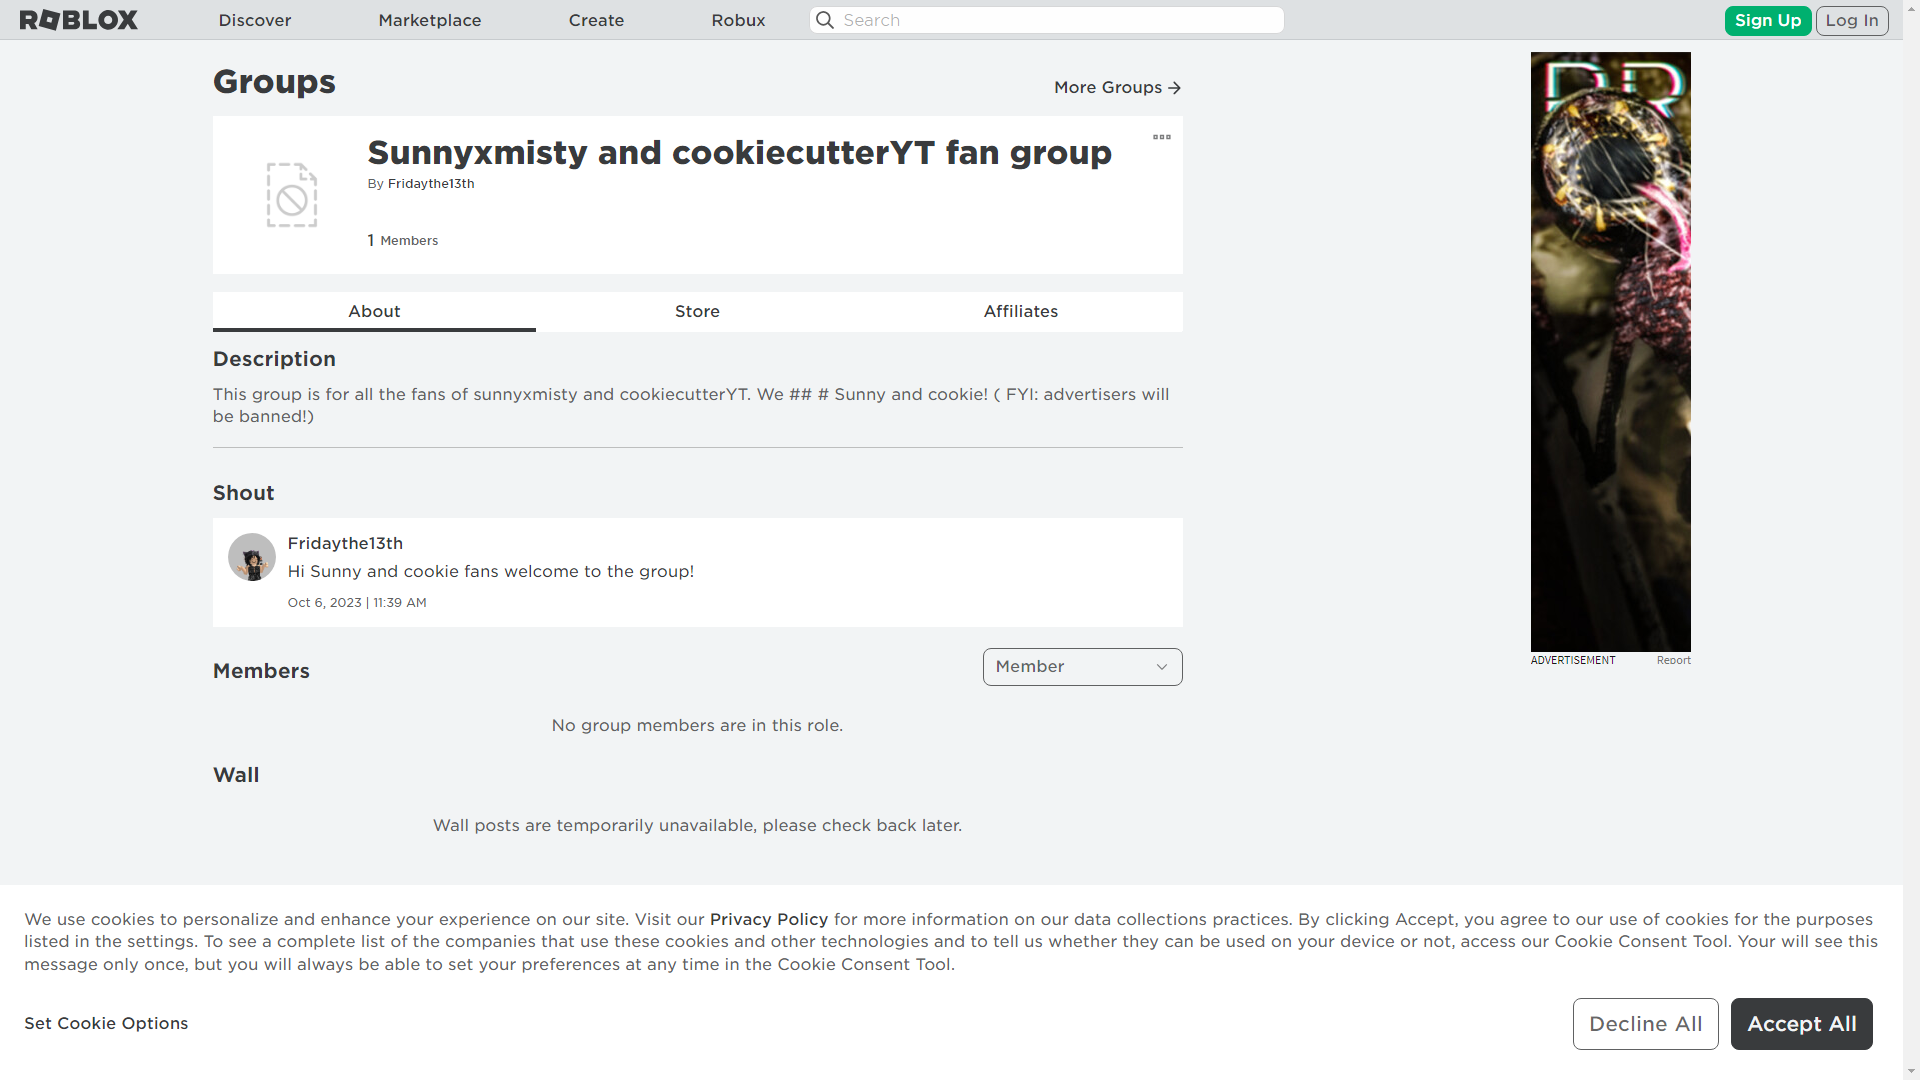 ROBLOX
Discover
Marketplace
Create
Robux
Search
Sign Up
Log In
Groups
More Groups
Sunnyxmisty and cookiecutterYT fan group
By Fridaythe13th
1 Members
About
Store
Affiliates
Description
This group is for all the fans of sunnyxmisty and cookiecutterYT. We ## # Sunny and cookie! ( FYI: advertisers will
be banned!)
Shout
Fridaythe13th
Hi Sunny and cookie fans welcome to the group!
Oct 6, 2023 | 11:39 AM
Members
Member
No group members are in this role.
Wall
Wall posts are temporarily unavailable, please check back later.
ADVERTISEMENT
Report
We use cookies to personalize and enhance your experience on our site. Visit our Privacy Policy for more information on our data collections practices. By clicking Accept, you agree to our use of cookies for the purposes
listed in the settings. To see a complete list of the companies that use these cookies and other technologies and to tell us whether they can be used on your device or not, access our Cookie Consent Tool. Your will see this
message only once, but you will always be able to set your preferences at any time in the Cookie Consent Tool.
Set Cookie Options
Decline All
Accept All